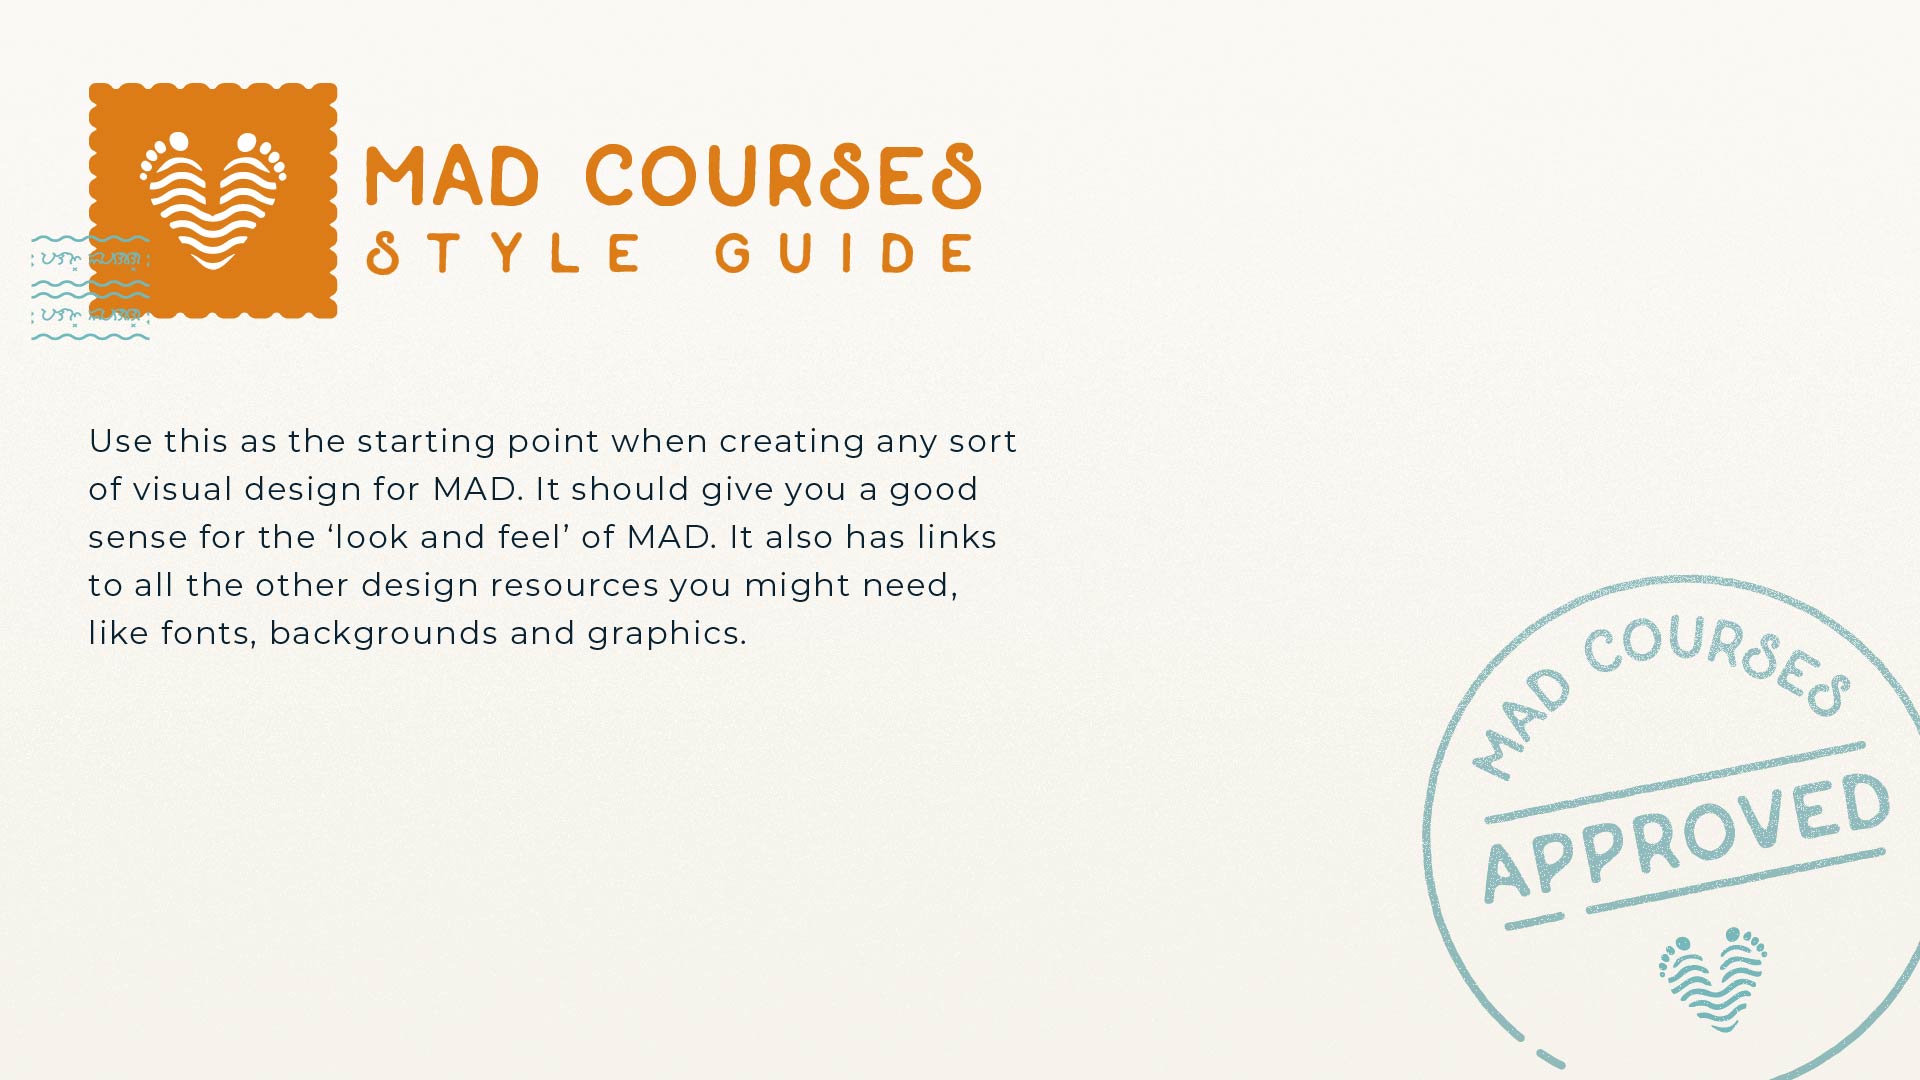 MAD COURSES
STYLE GUIDE
Use this as the starting point when creating any sort
of visual design for MAD. It should give you a good
sense for the ‘look and feel’ of MAD. It also has links
to all the other design resources you might need,
like fonts, backgrounds and graphics.
MAD COURSES
APPROVED